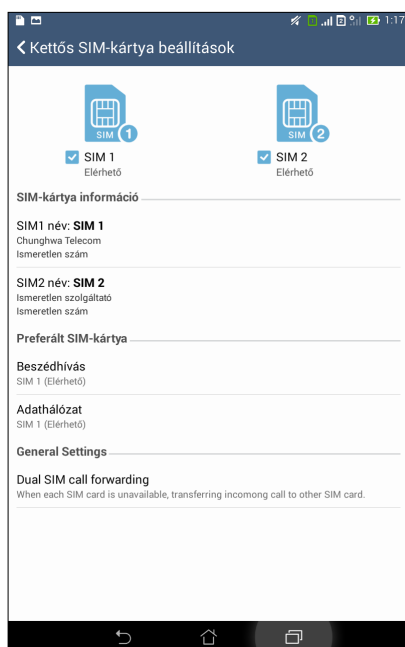 1:17
Kettős SIM-kártya beállítások
SIM 1
SIM 2
SIM 1
SIM 2
Elérhető
Elérhető
SIM-kártya információ
SIM1 név: SIM 1
Chunghwa Telecom
Ismeretlen szám
SIM2 név: SIM 2
Ismeretlen szolgáltató
Ismeretlen szám
Preferált SIM-kártya
Beszédhívás
SIM 1 (Elérhető)
Adathálózat
SIM 1 (Elérhető)
General Settings
Dual SIM call forwarding
When each SIM card is unavailable, transferring incomong call to other SIM card.